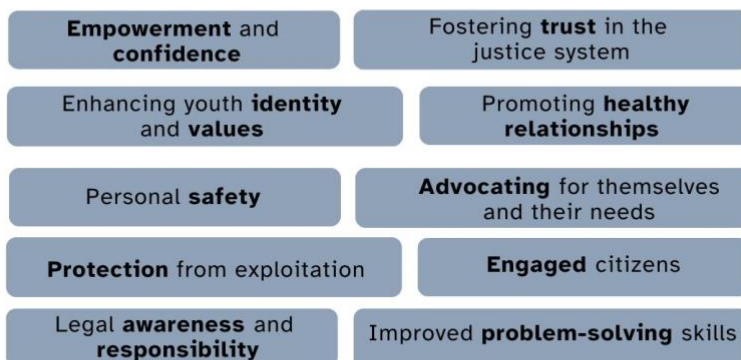 Empowerment and
confidence
Fostering trust in the
justice system
Enhancing youth identity
and values
Promoting healthy
relationships
Personal safety
Advocating for themselves
and their needs
Protection from exploitation
Engaged citizens
Legal awareness and
responsibility
Improved problem-solving skills